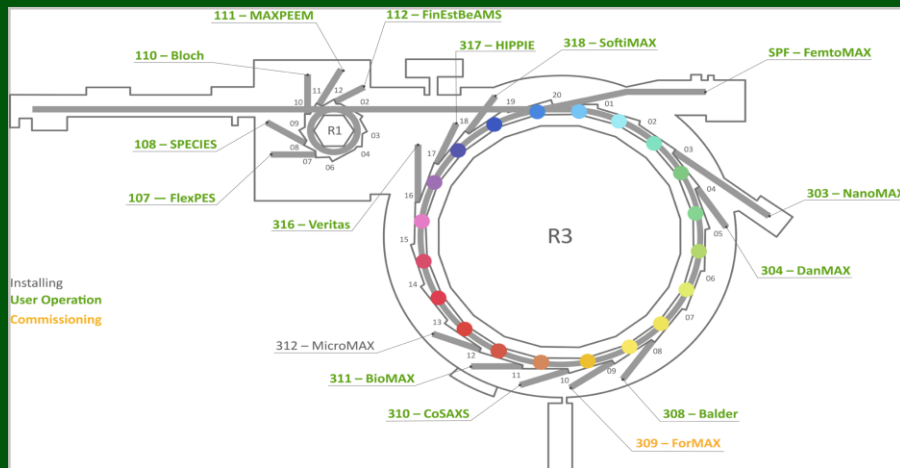 111 – MAXPEEM
112 – FinEstBeAMS
110 – Bloch
317 – HIPPIE
318 – SoftiMAX
SPF – FemtoMAX
11
12
10
02
09
R1
03
08
04
07
06
108 – SPECIES
107 — FlexPES
316 – Veritas
20
19
01
18
02
17
03
16
04
15
05
R3
303 – NanoMAX
304 – DanMAX
14
06
13
07
12
08
11
10
09
Installing
User Operation
Commissioning
312 – MicroMAX
311 – BioMAX
310 – CoSAXS
308 – Balder
309 – ForMAX